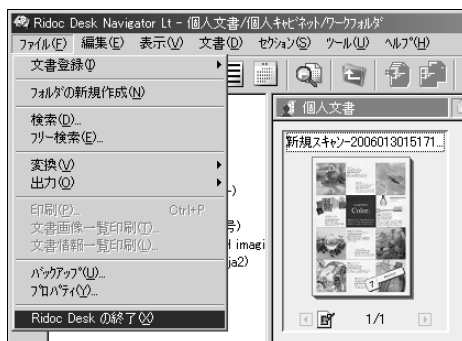 Ridoc Desk Navigator Lt - 個人文書/個人キャビネット/ワークフォルダ
ファイル(F) 編集(E) 表示(V) 文書(D) セクション(S) ツール(U) ヘルプ(H)
文書登録(I)
フォルダの新規作成(N)
検索(D)...
フリー検索(E)...
変換(V)
出力(O)
印刷(P)... Ctrl+P
文書画像一覧印刷(T)...
文書情報一覧印刷(L)...
バックアップ(U)...
プロパティ(Y)...
Ridoc Desk の終了(X)
-)
号)
H imagi
ja2)
個人文書
新規スキャン-2006013015171...
Color.
1/1